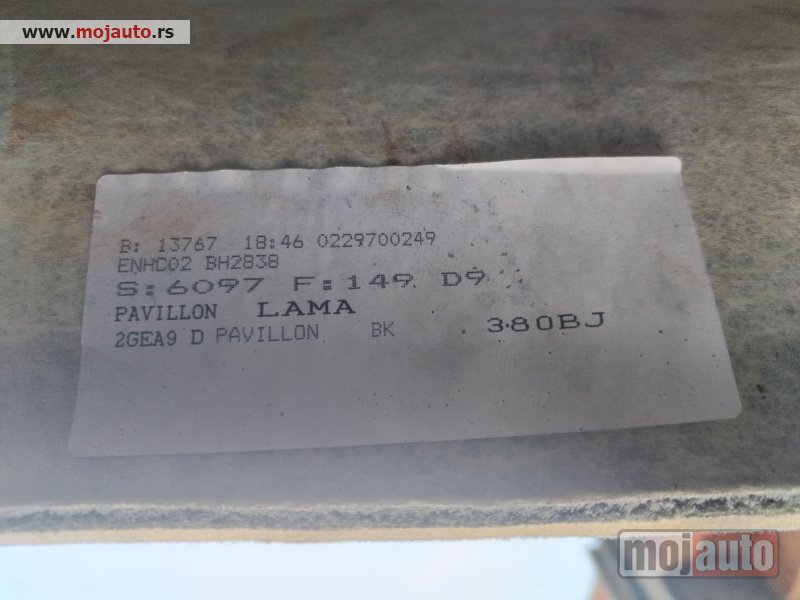 www.mojauto.rs
B: 13767 18:46 0229700249
ENHC02 BH2838
S:6097 F:149 D9
PAVILLON LAMA
2GEA9 D PAVILLON BK . 380BJ
mojauto